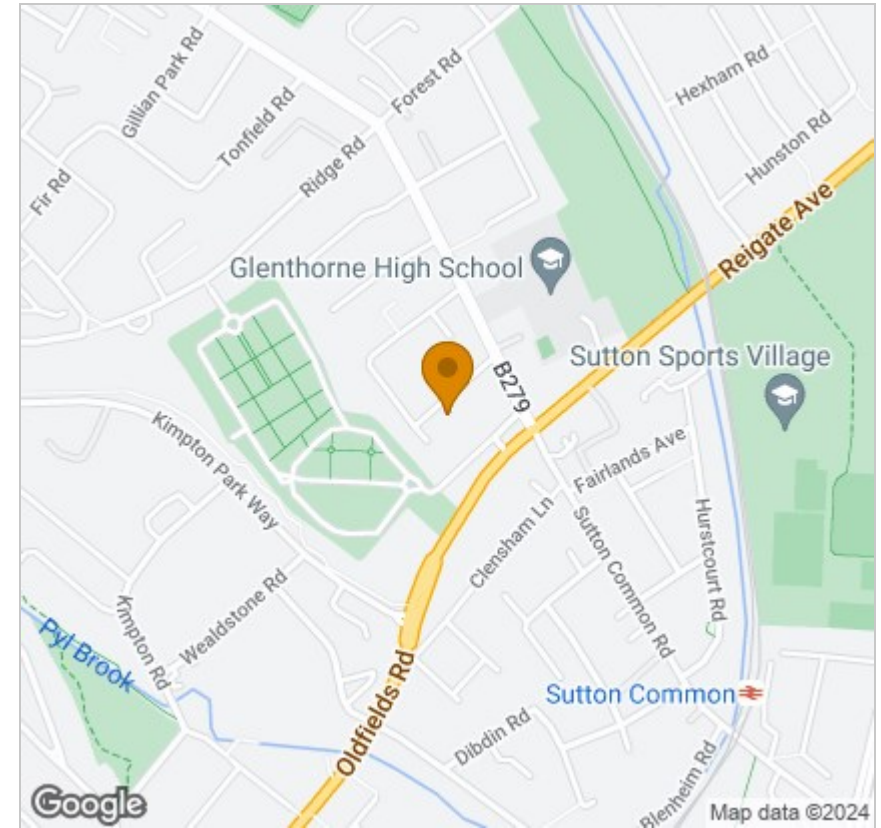 Gillian Park Rd
Tonfield Rd
Forest Rd
Ridge Rd
Fir Rd
Hexham Rd
Hunston Rd
Reigate Ave
Glenthorne High School
Sutton Sports Village
B279
Kimpton Park Way
Fairlands Ave
Clensham Ln
Sutton Common Rd
Hurstcourt Rd
Wealdstone Rd
Kimpton Rd
Pyl Brook
Oldfields Rd
Sutton Common
Dibdin Rd
Blenheim Rd
Google
Map data ©2024